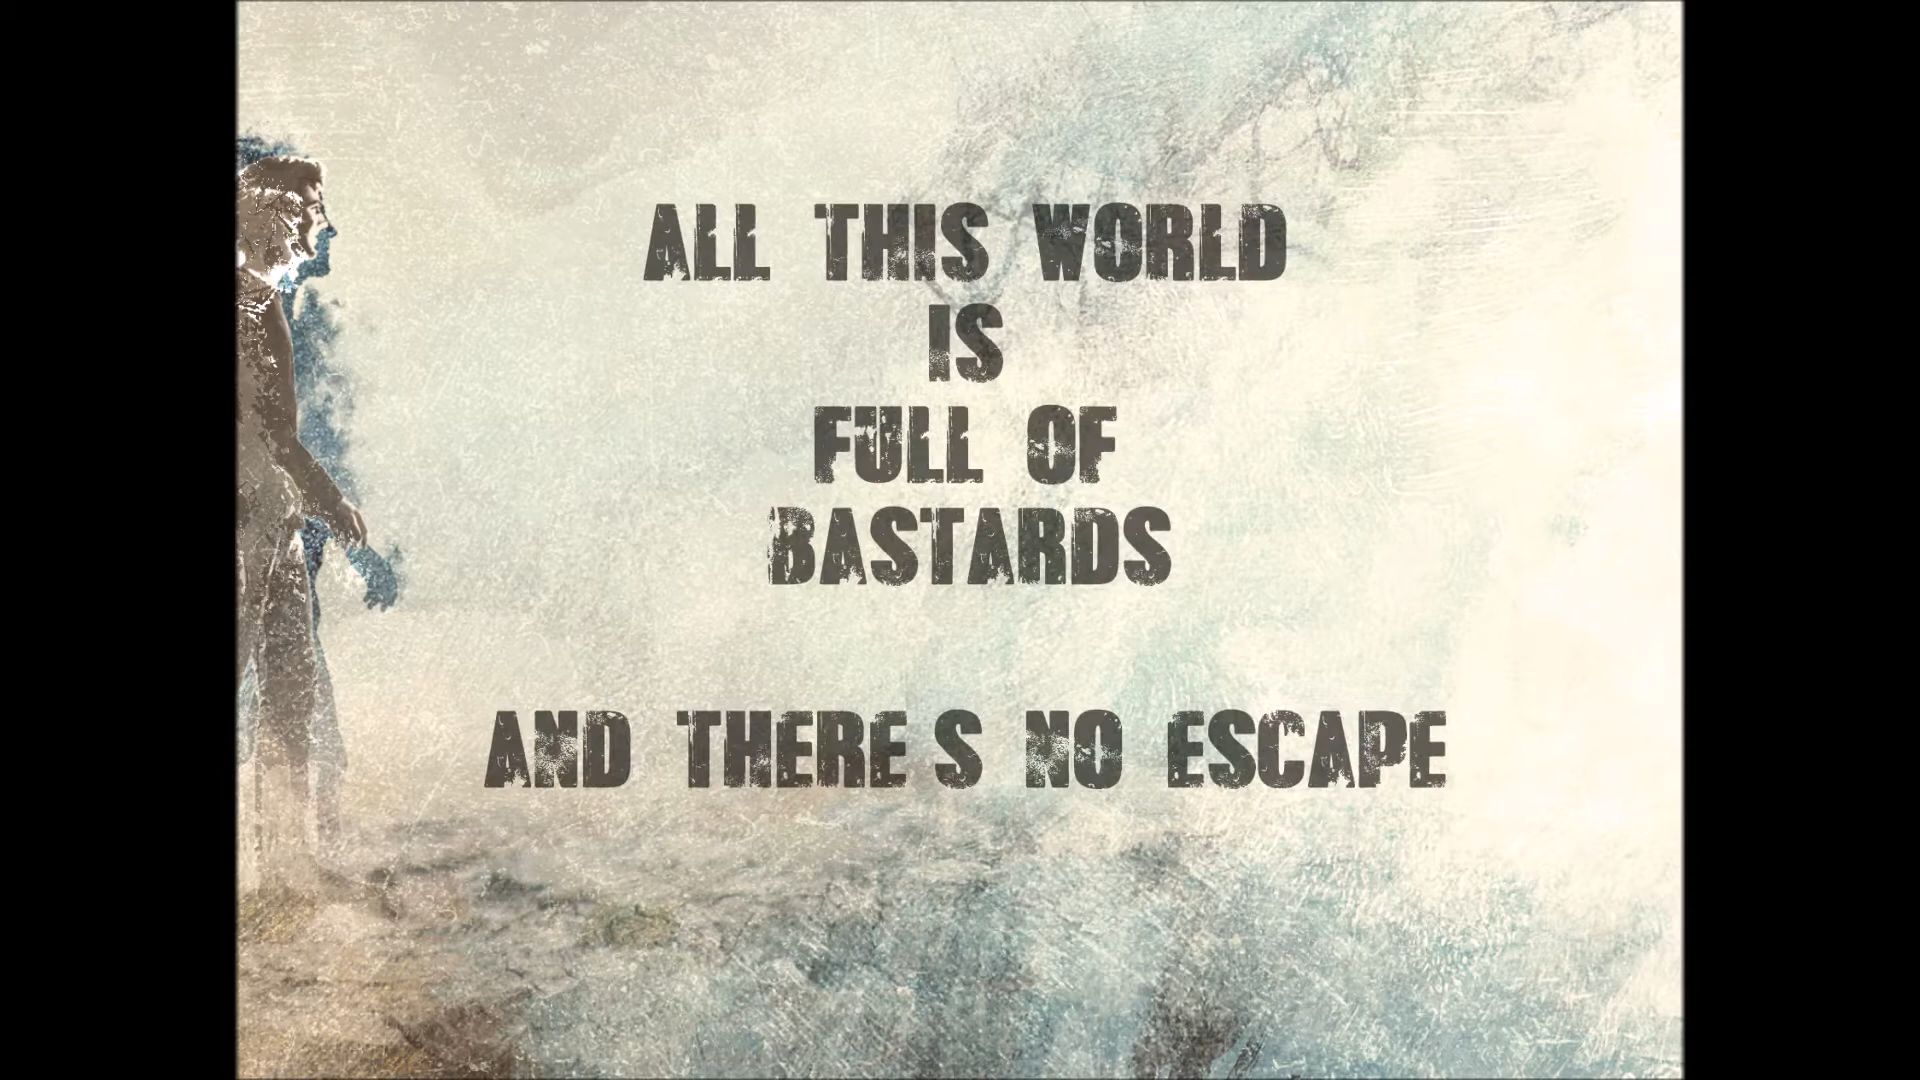 ALL THIS WORLD
IS
FULL OF
BASTARDS
AND THERE S NO ESCAPE